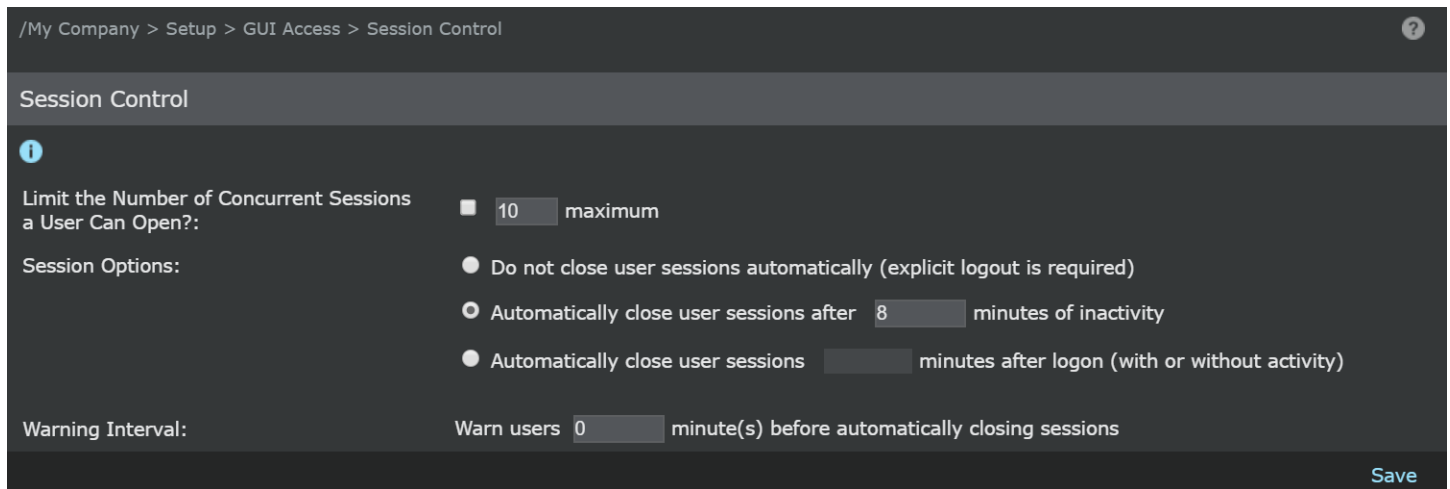 /My Company > Setup > GUI Access > Session Control
?
Session Control
i
Limit the Number of Concurrent Sessions
a User Can Open?:
10 maximum
Session Options:
Do not close user sessions automatically (explicit logout is required)
Automatically close user sessions after 8 minutes of inactivity
Automatically close user sessions minutes after logon (with or without activity)
Warning Interval:
Warn users 0 minute(s) before automatically closing sessions
Save